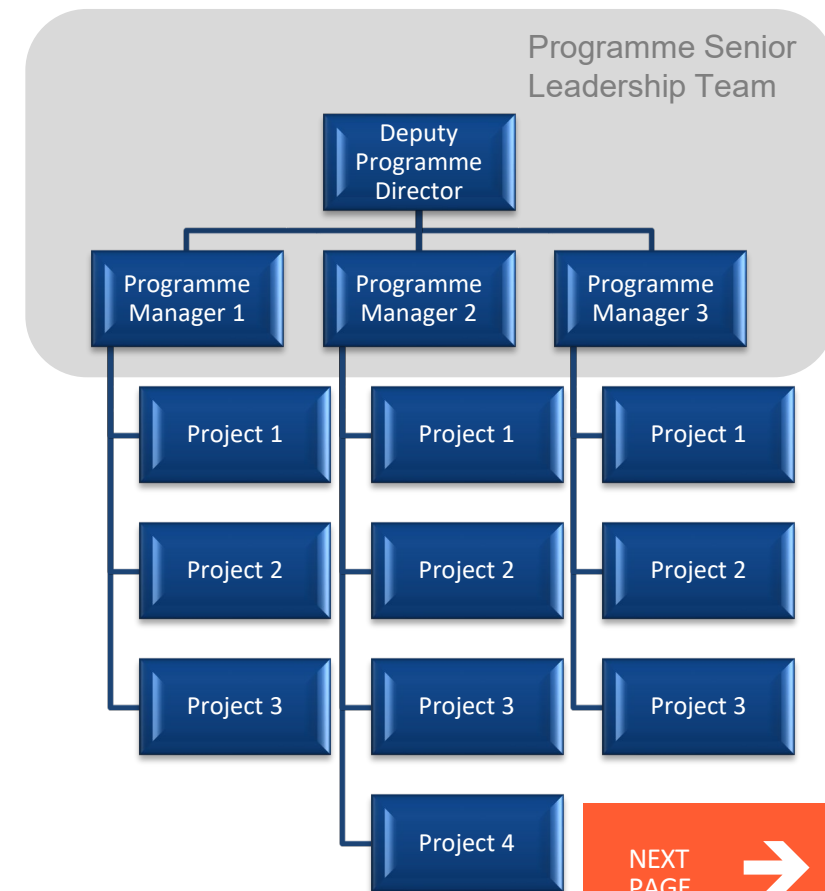 Programme Senior
Leadership Team
Deputy
Programme
Director
Programme
Manager 1
Programme
Manager 2
Programme
Manager 3
Project 1
Project 1
Project 1
Project 2
Project 2
Project 2
Project 3
Project 3
Project 3
Project 4
NEXT
PAGE